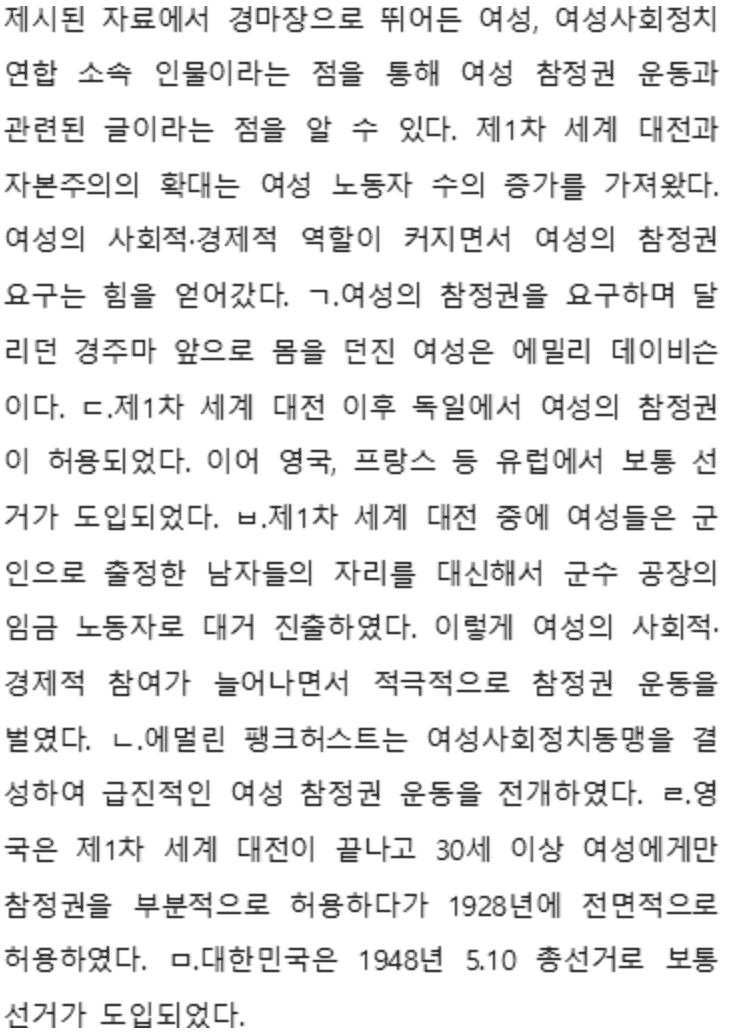 제시된 자료에서 경마장으로 뛰어든 여성, 여성사회정치
연합 소속 인물이라는 점을 통해 여성 참정권 운동과
관련된 글이라는 점을 알 수 있다. 제1차 세계 대전과
자본주의의 확대는 여성 노동자 수의 증가를 가져왔다.
여성의 사회적·경제적 역할이 커지면서 여성의 참정권
요구는 힘을 얻어갔다. ㄱ.여성의 참정권을 요구하며 달
리던 경주마 앞으로 몸을 던진 여성은 에밀리 데이비슨
이다. ㄷ.제1차 세계 대전 이후 독일에서 여성의 참정권
이 허용되었다. 이어 영국, 프랑스 등 유럽에서 보통 선
거가 도입되었다. ㅂ.제1차 세계 대전 중에 여성들은 군
인으로 출정한 남자들의 자리를 대신해서 군수 공장의
임금 노동자로 대거 진출하였다. 이렇게 여성의 사회적·
경제적 참여가 늘어나면서 적극적으로 참정권 운동을
벌였다. ㄴ.에멀린 팽크허스트는 여성사회정치동맹을 결
성하여 급진적인 여성 참정권 운동을 전개하였다. ㄹ.영
국은 제1차 세계 대전이 끝나고 30세 이상 여성에게만
참정권을 부분적으로 허용하다가 1928년에 전면적으로
허용하였다. ㅁ.대한민국은 1948년 5.10 총선거로 보통
선거가 도입되었다.